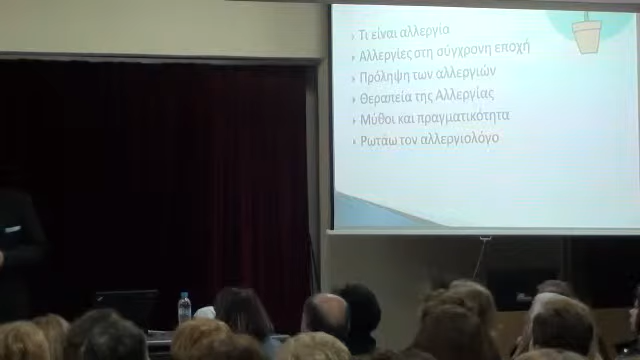 Τι είναι αλλεργία
Αλλεργίες στη σύγχρονη εποχή
Πρόληψη των αλλεργιών
Θεραπεία της Αλλεργίας
Μύθοι και πραγματικότητα
Ρωτάω τον αλλεργιολόγο